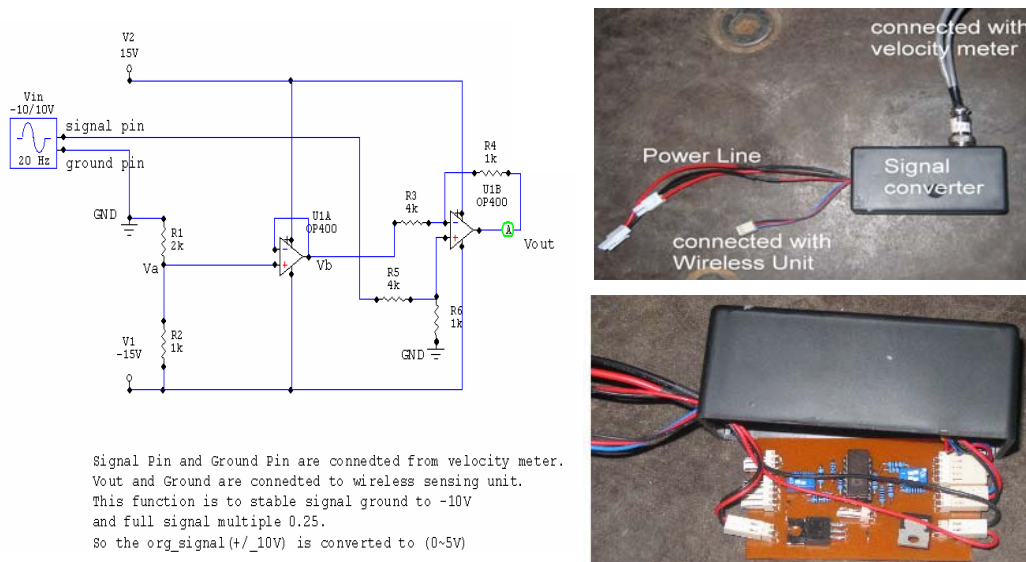 V2
15V
Vin
-10/10V
signal pin
20 Hz
ground pin
GND
R1
2k
Va
U1A
OP400
Vb
R3
4k
R4
1k
U1B
OP400
A
Vout
R5
4k
R6
1k
GND
V1
-15V
R2
1k
Signal Pin and Ground Pin are connedted from velocity meter.
Vout and Ground are connedted to wireless sensing unit.
This function is to stable signal ground to -10V
and full signal multiple 0.25.
So the org_signal(+/_10V) is converted to (0~5V)
connected with
velocity meter
Power Line
Signal
converter
connected with
Wireless Unit